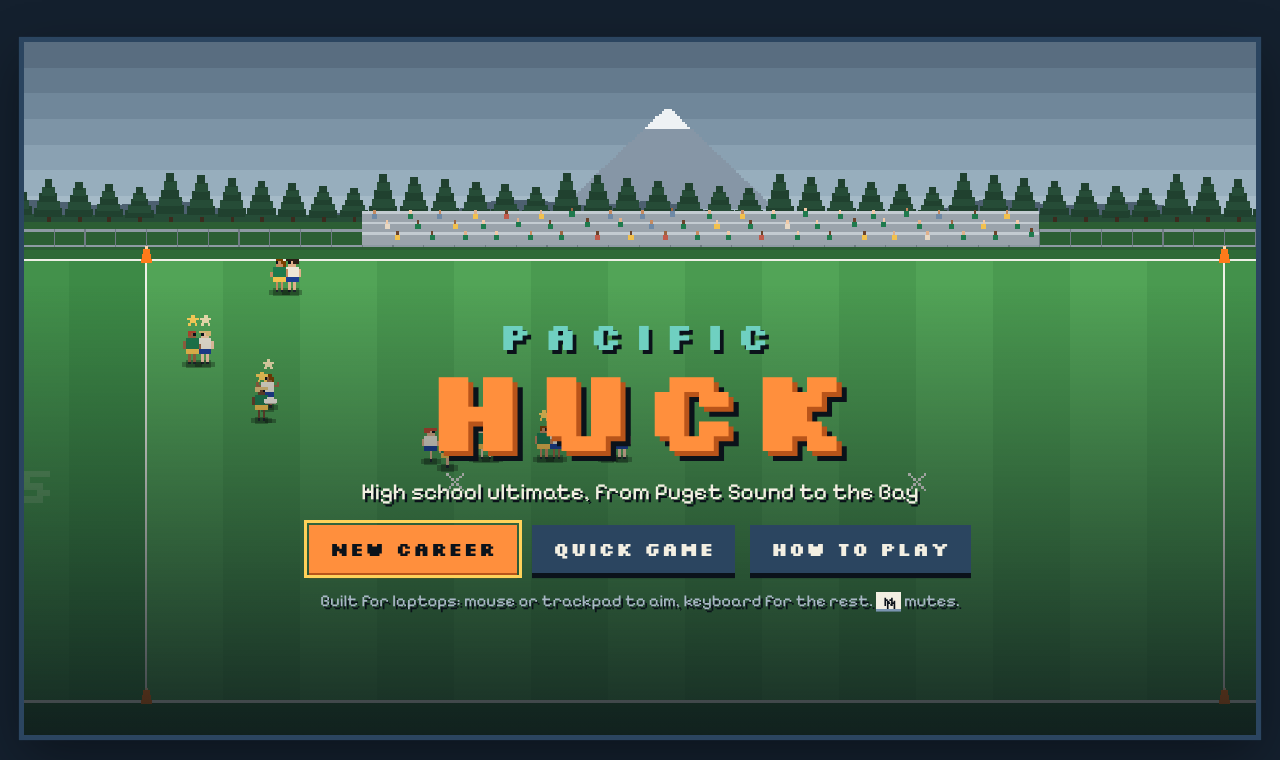 PACIFIC
HUCK
High school ultimate, from Puget Sound to the Bay
NEW CAREER
QUICK GAME
HOW TO PLAY
Built for laptops: mouse or trackpad to aim, keyboard for the rest. M mutes.